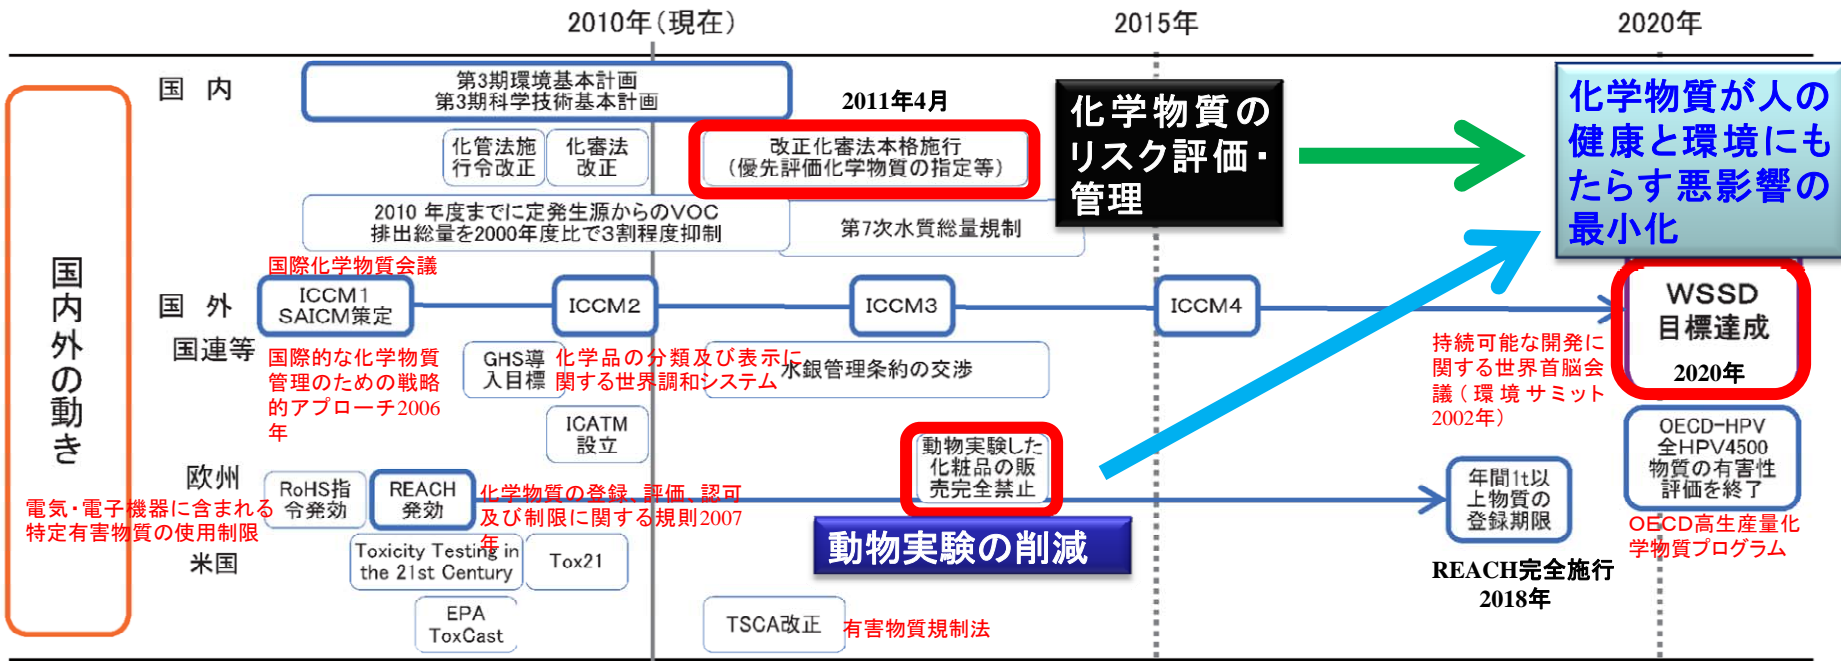 2010年(現在)
2015年
2020年
国内外の動き
国 内
第3期環境基本計画
第3期科学技術基本計画
化管法施
行令改正
化審法
改正
2011年4月
改正化審法本格施行
(優先評価化学物質の指定等)
2010 年度までに定発生源からのVOC
排出総量を2000年度比で3割程度抑制
第7次水質総量規制
化学物質の
リスク評価・
管理
化学物質が人の
健康と環境にも
たらす悪影響の
最小化
国 外
国連等
国際化学物質会議
ICCM1
SAICM策定
ICCM2
ICCM3
ICCM4
WSSD
目標達成
2020年
国際的な化学物質
管理のための戦略
的アプローチ2006
年
GHS導
入目標
化学品の分類及び表示に
関する世界調和システム
水銀管理条約の交渉
持続可能な開発に
関する世界首脳会
議(環境サミット
2002年)
ICATM
設立
欧州
RoHS指
令発効
電気・電子機器に含まれる
特定有害物質の使用制限
REACH
発効
化学物質の登録、評価、認可
及び制限に関する規則2007
年
動物実験した
化粧品の販
売完全禁止
動物実験の削減
年間1t以
上物質の
登録期限
REACH完全施行
2018年
OECD-HPV
全HPV4500
物質の有害性
評価を終了
OECD高生産量化
学物質プログラム
米国
Toxicity Testing in
the 21st Century
Tox21
EPA
ToxCast
TSCA改正
有害物質規制法